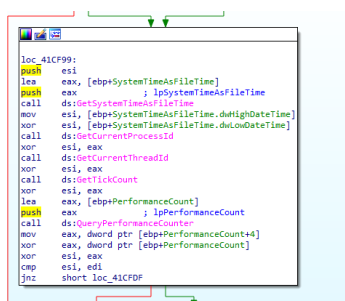 loc_41CF99:
push    esi
lea     eax, [ebp+SystemTimeAsFileTime]
push    eax             ; lpSystemTimeAsFileTime
call    ds:GetSystemTimeAsFileTime
mov     esi, [ebp+SystemTimeAsFileTime.dwHighDateTime]
xor     esi, [ebp+SystemTimeAsFileTime.dwLowDateTime]
call    ds:GetCurrentProcessId
xor     esi, eax
call    ds:GetCurrentThreadId
xor     esi, eax
call    ds:GetTickCount
xor     esi, eax
lea     eax, [ebp+PerformanceCount]
push    eax             ; lpPerformanceCount
call    ds:QueryPerformanceCounter
mov     eax, dword ptr [ebp+PerformanceCount+4]
xor     eax, dword ptr [ebp+PerformanceCount]
xor     esi, eax
cmp     esi, edi
jnz     short loc_41CFDF